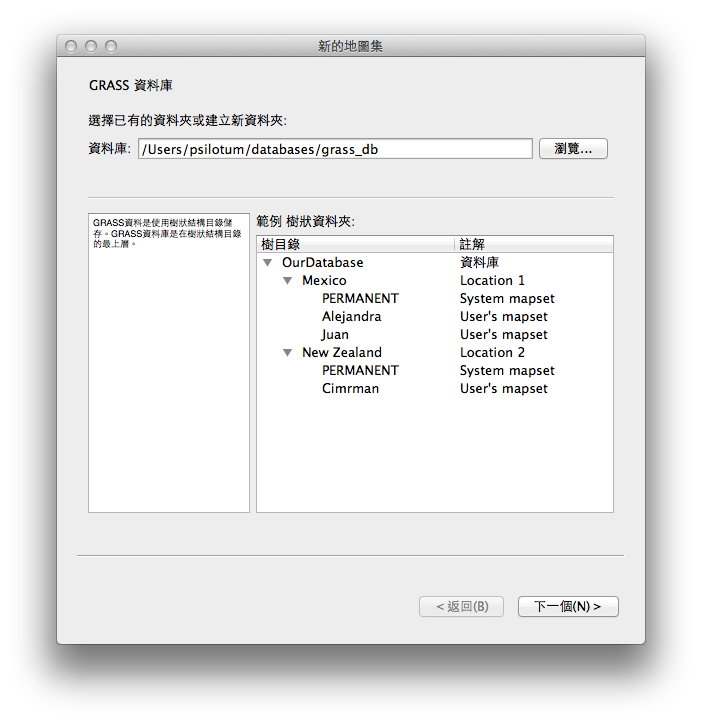 新的地圖集
GRASS 資料庫
選擇已有的資料夾或建立新資料夾:
資料庫: /Users/psilotum/databases/grass_db 瀏覽...
GRASS資料是使用樹狀結構目錄儲
存。GRASS資料庫是在樹狀結構目錄
的最上層。
範例 樹狀資料夾:
樹目錄 註解
OurDatabase 資料庫
Mexico Location 1
PERMANENT System mapset
Alejandra User's mapset
Juan User's mapset
New Zealand Location 2
PERMANENT System mapset
Cimrman User's mapset
< 返回(B) 下一個(N) >